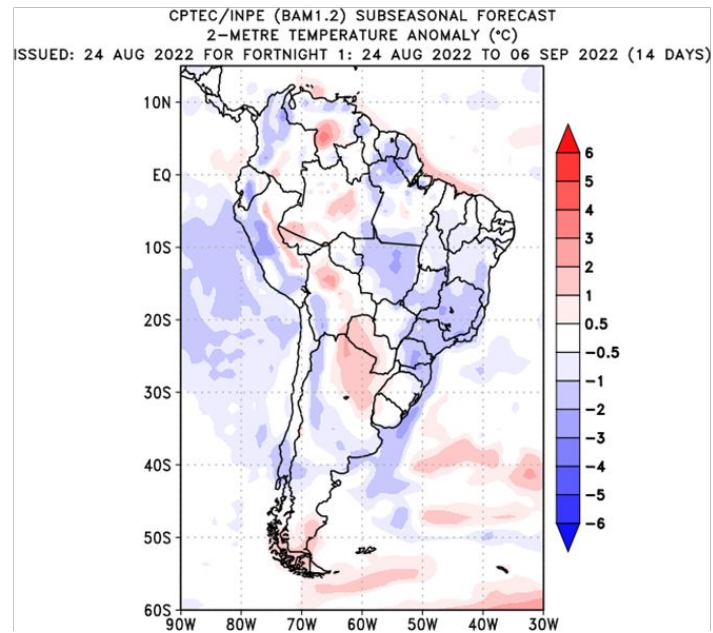 CPTEC/INPE (BAM1.2) SUBSEASONAL FORECAST
2-METRE TEMPERATURE ANOMALY (°C)
ISSUED: 24 AUG 2022 FOR FORTNIGHT 1: 24 AUG 2022 TO 06 SEP 2022 (14 DAYS)
10N
EQ
10S
20S
30S
40S
50S
60S
90W 80W 70W 60W 50W 40W 30W
6
5
4
3
2
1
0.5
-0.5
-1
-2
-3
-4
-5
-6